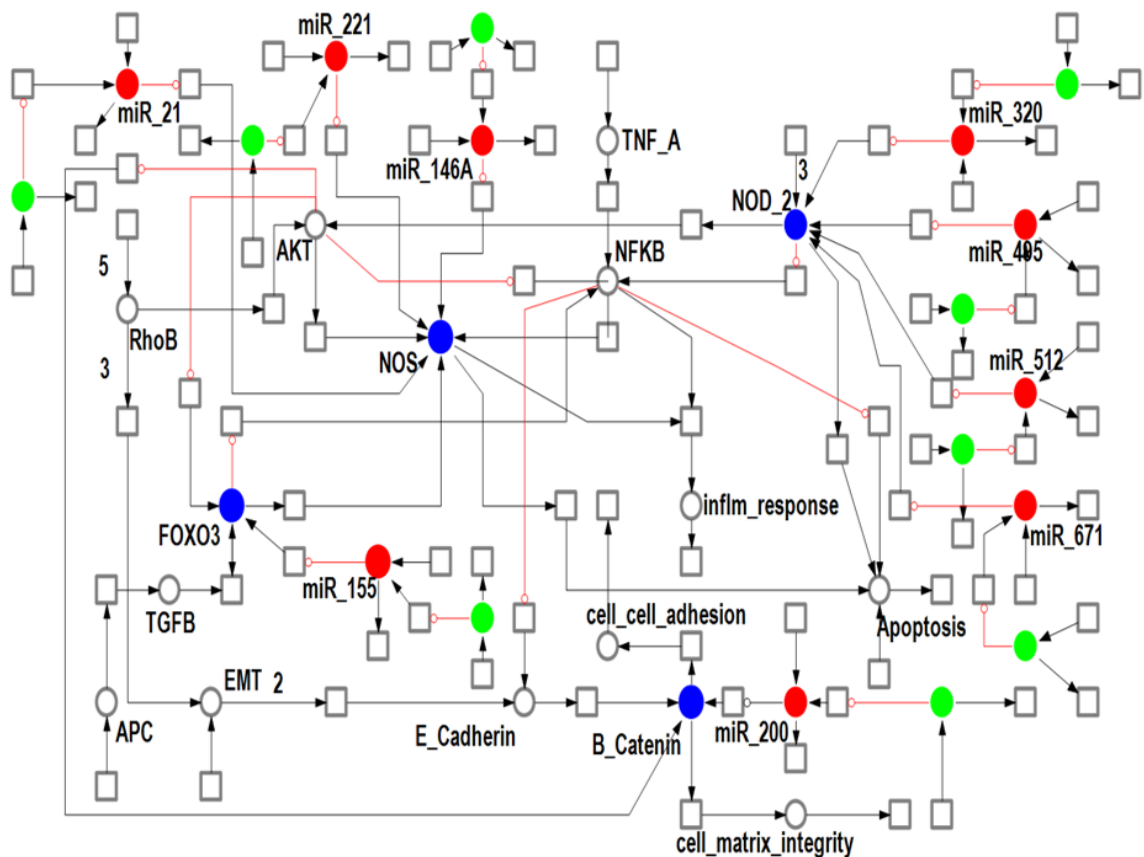 miR_221
miR_21
miR_146A
TNF_A
miR_320
3
NOD_2
AKT
NFKB
miR_495
5
RhoB
NOS
3
miR_512
FOXO3
inflm_response
miR_671
miR_155
TGFB
cell_cell_adhesion
Apoptosis
EMT 2
APC
E_Cadherin
B_Catenin
miR_200
cell_matrix_integrity